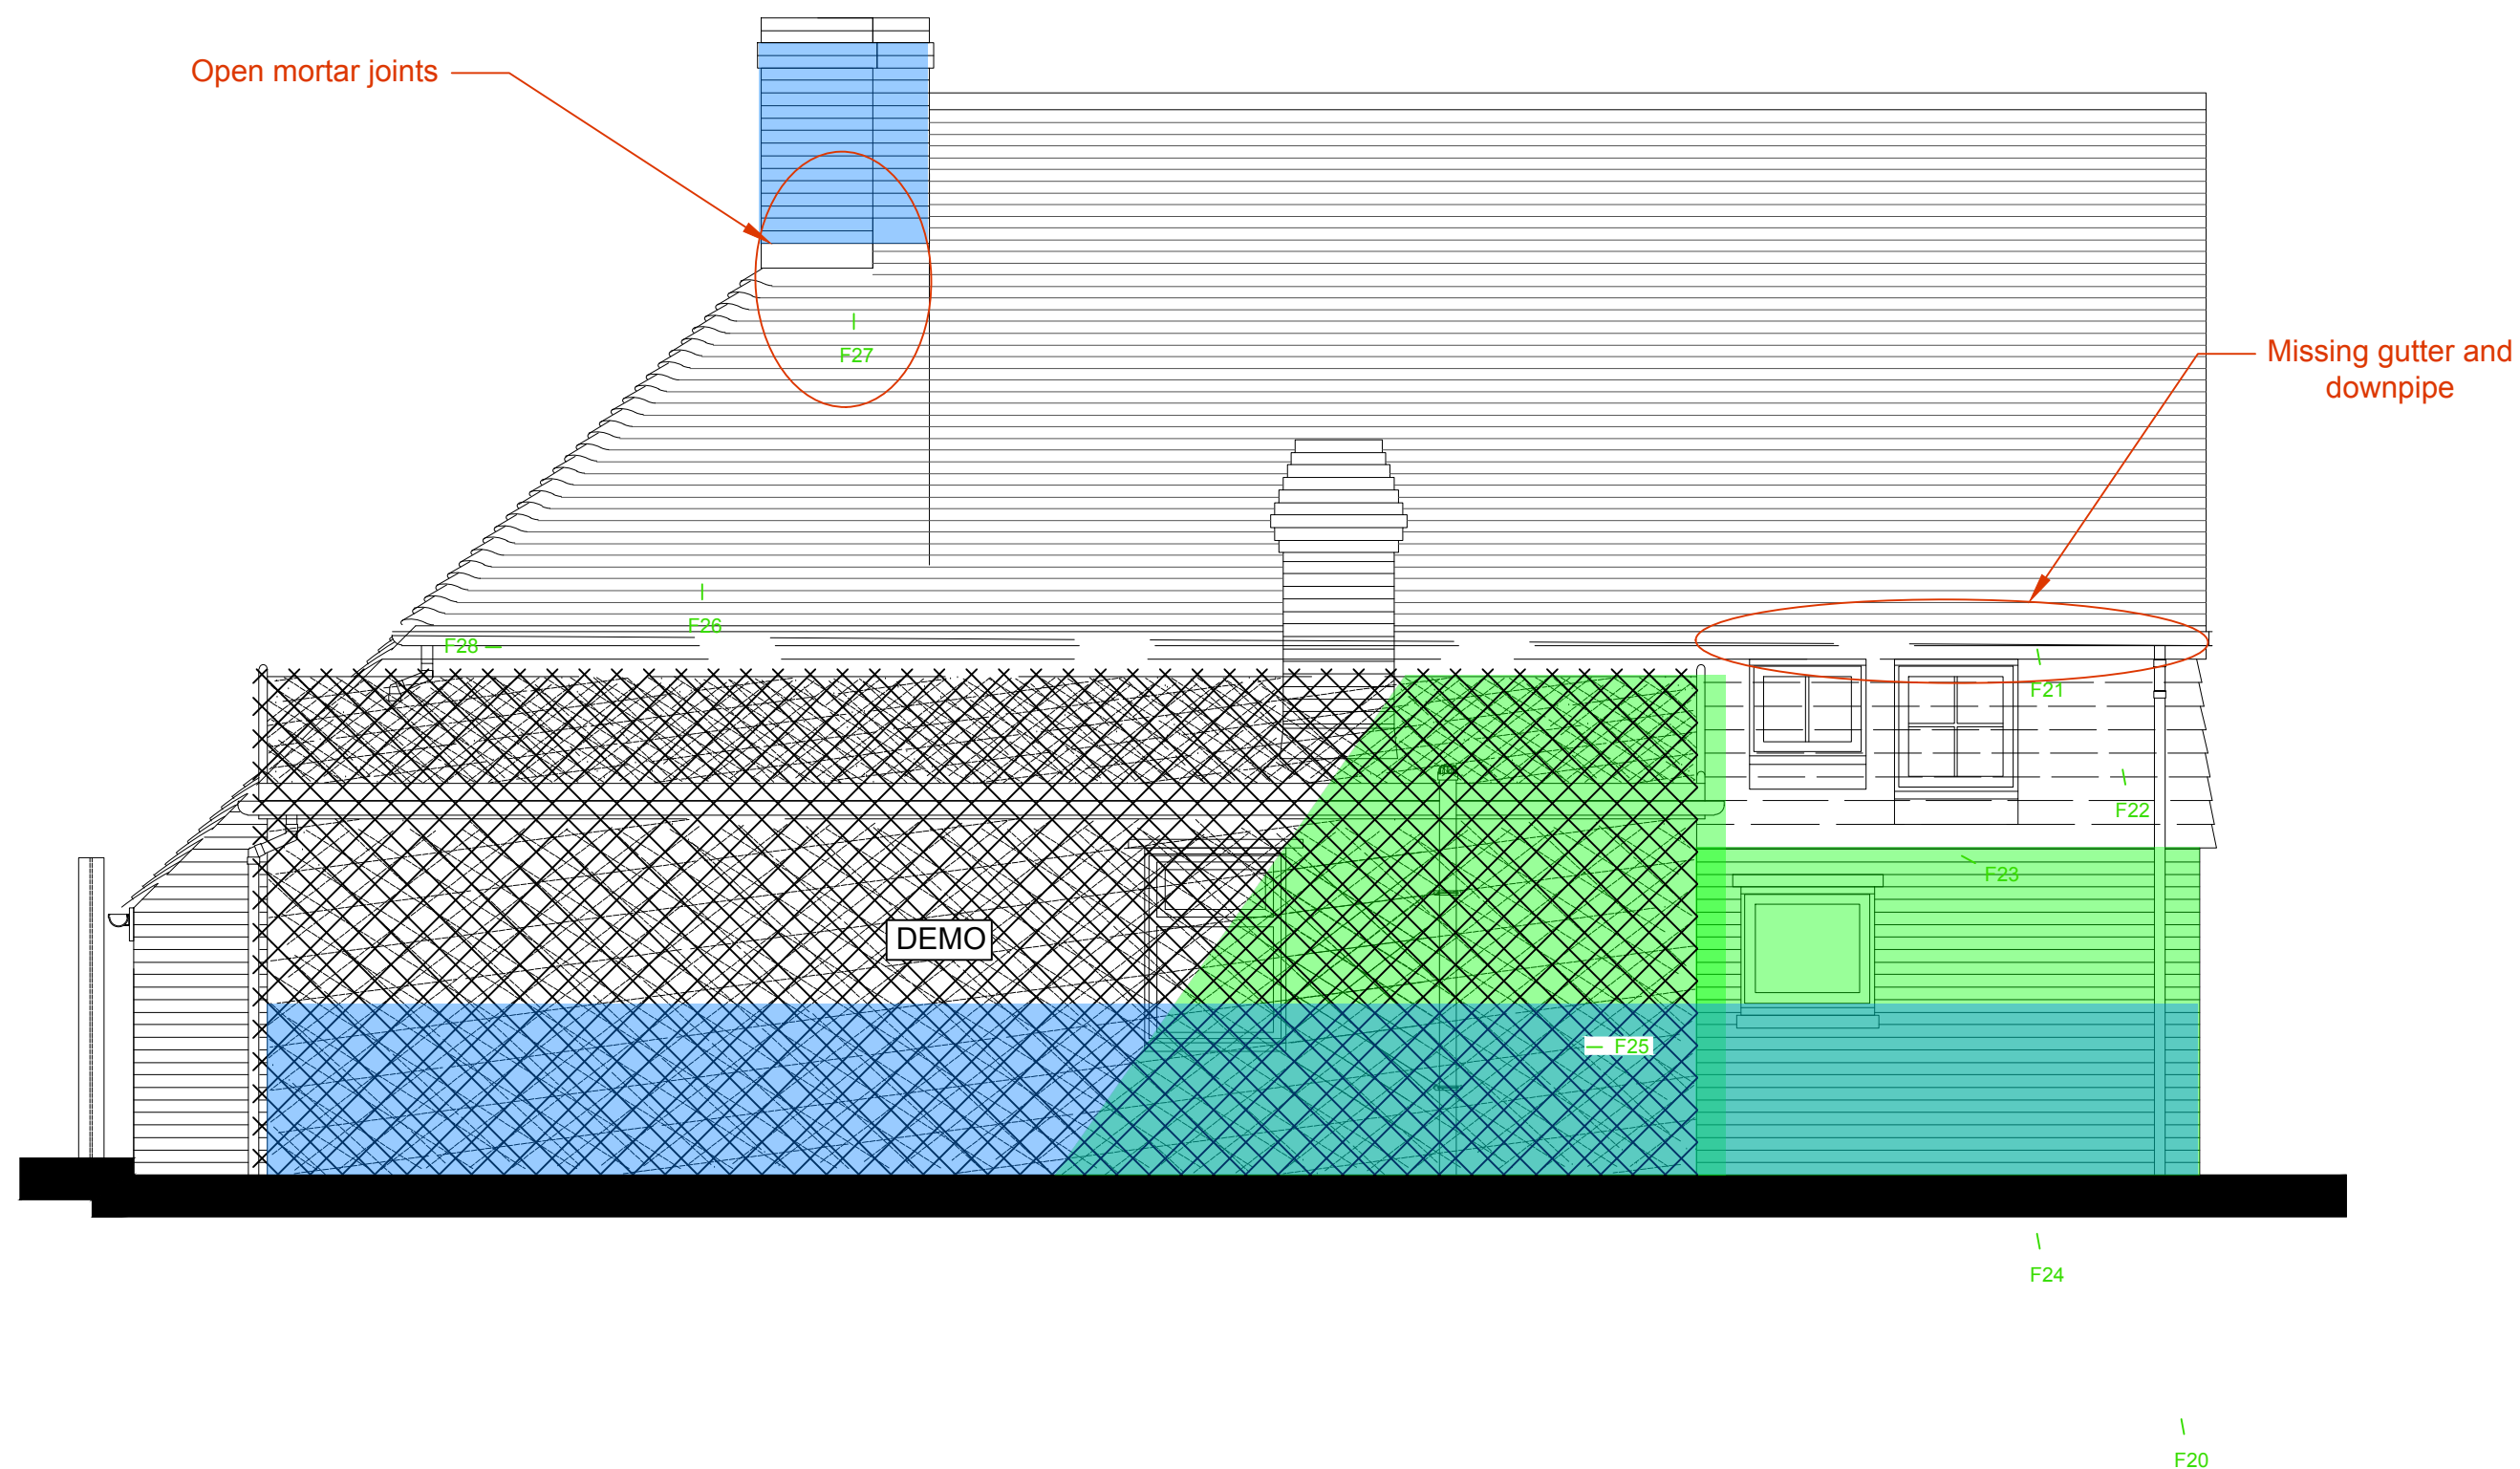 Open mortar joints
Missing gutter and
downpipe
F27
F26
F28
F21
F22
F23
DEMO
F25
F24
F20